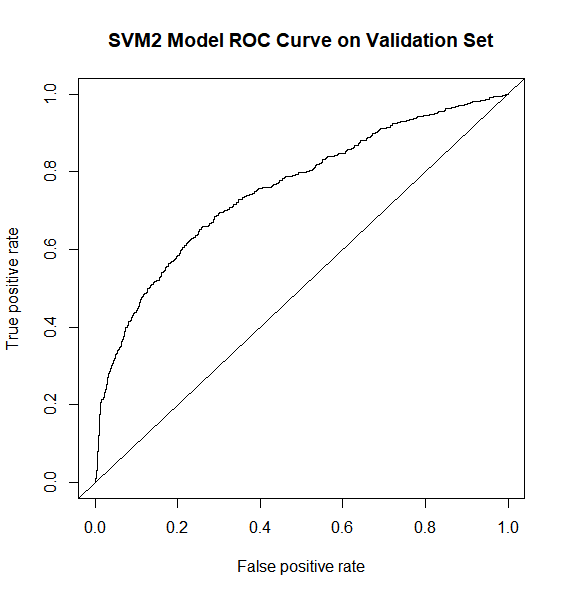 SVM2 Model ROC Curve on Validation Set
True positive rate
1.0
0.8
0.6
0.4
0.2
0.0
0.0 0.2 0.4 0.6 0.8 1.0
False positive rate